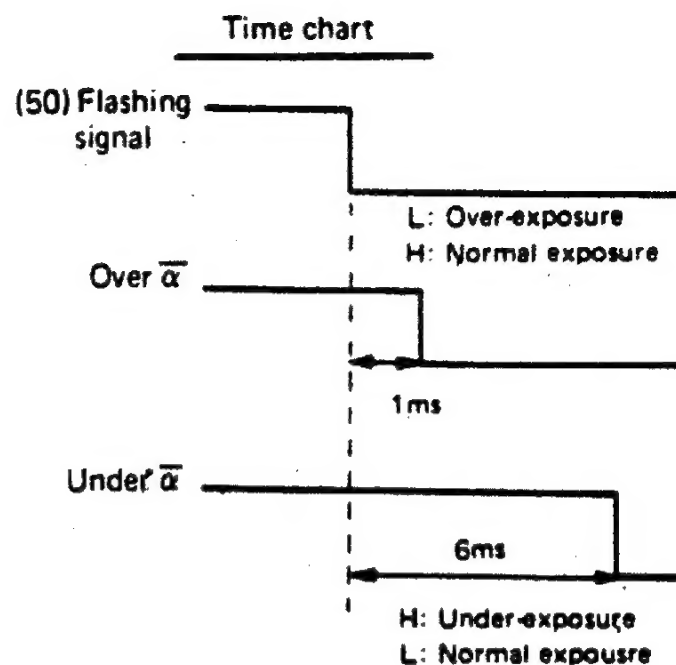 Time chart
(50) Flashing
signal
L: Over-exposure
H: Normal exposure
Over α̅
1ms
Under α̅
6ms
H: Under-exposure
L: Normal expousre